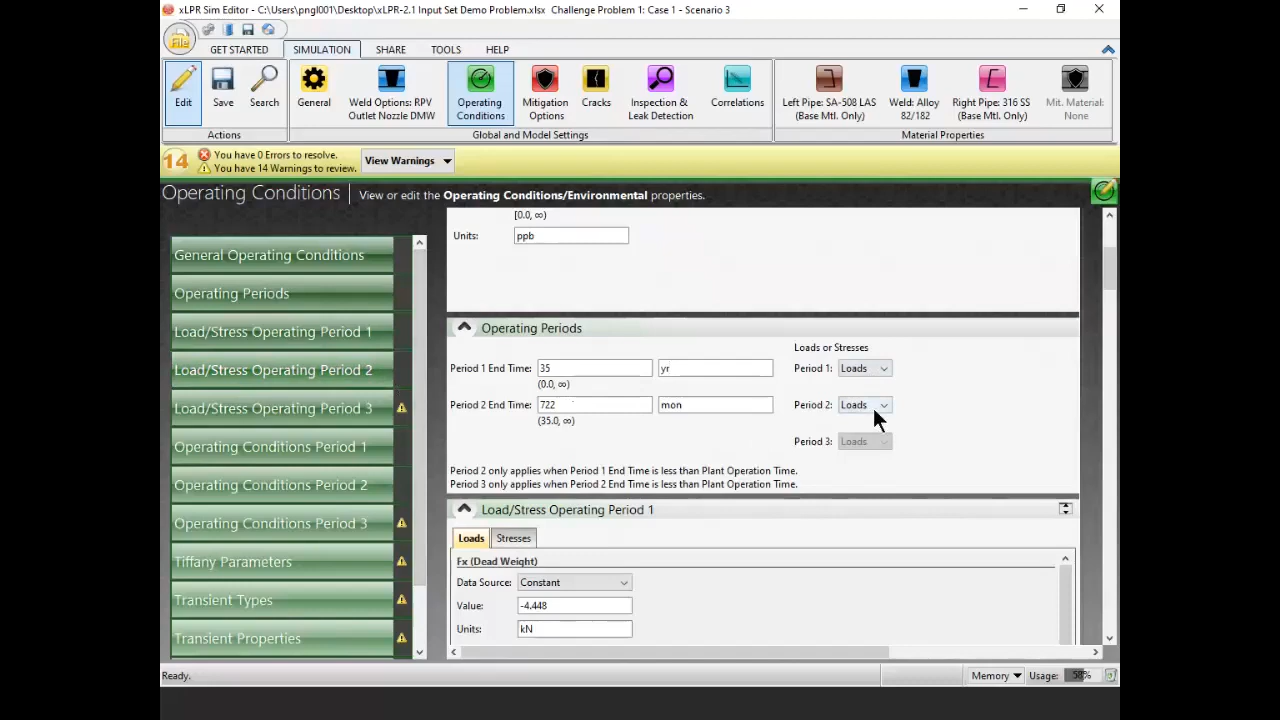 xLPR Sim Editor - C:\Users\pngl001\Desktop\xLPR-2.1 Input Set Demo Problem.xlsx Challenge Problem 1: Case 1 - Scenario 3
File
GET STARTED SIMULATION SHARE TOOLS HELP
Edit Save Search General Weld Options: RPV Outlet Nozzle DMW Operating Conditions Mitigation Options Cracks Inspection & Leak Detection Correlations Left Pipe: SA-508 LAS (Base Mtl. Only) Weld: Alloy 82/182 Right Pipe: 316 SS (Base Mtl. Only) Mit. Material: None
Actions Global and Model Settings Material Properties
14 You have 0 Errors to resolve.
You have 14 Warnings to review. View Warnings
Operating Conditions View or edit the Operating Conditions/Environmental properties.
General Operating Conditions
Operating Periods
Load/Stress Operating Period 1
Load/Stress Operating Period 2
Load/Stress Operating Period 3
Operating Conditions Period 1
Operating Conditions Period 2
Operating Conditions Period 3
Tiffany Parameters
Transient Types
Transient Properties
[0.0, ∞)
Units: ppb
Operating Periods
Loads or Stresses
Period 1 End Time: 35 yr Period 1: Loads
(0.0, ∞)
Period 2 End Time: 722 mon Period 2: Loads
(35.0, ∞)
Period 3: Loads
Period 2 only applies when Period 1 End Time is less than Plant Operation Time.
Period 3 only applies when Period 2 End Time is less than Plant Operation Time.
Load/Stress Operating Period 1
Loads Stresses
Fx (Dead Weight)
Data Source: Constant
Value: -4.448
Units: kN
Ready. Memory Usage: 58%